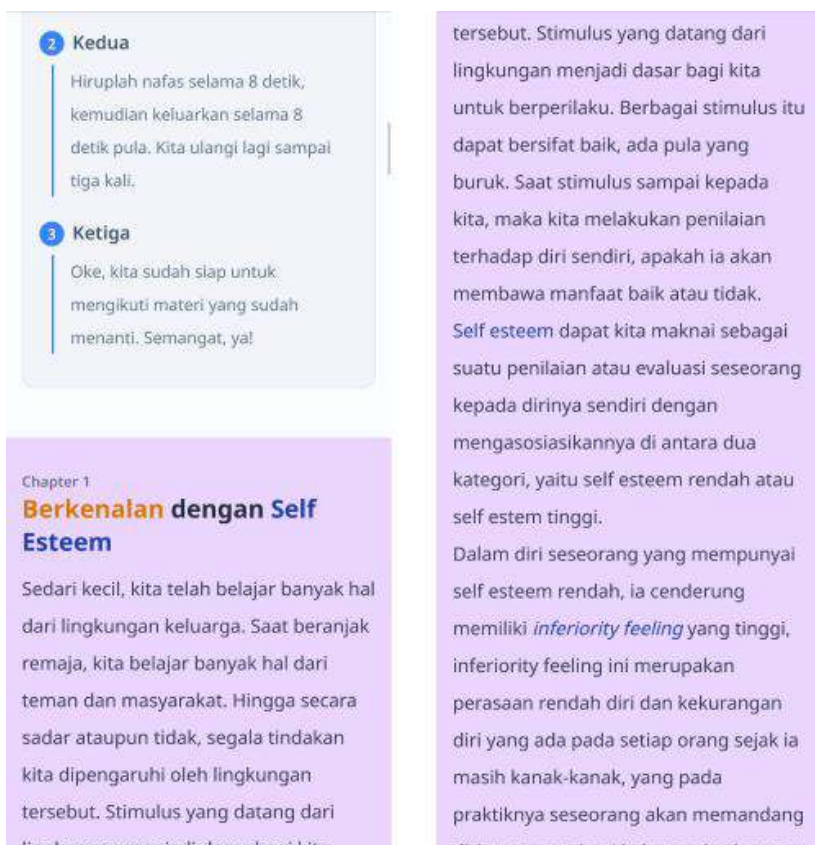 2 Kedua
Hiruplah nafas selama 8 detik,
kemudian keluarkan selama 8
detik pula. Kita ulangi lagi sampai
tiga kali.
3 Ketiga
Oke, kita sudah siap untuk
mengikuti materi yang sudah
menanti. Semangat, ya!
Chapter 1
Berkenalan dengan Self
Esteem
Sedari kecil, kita telah belajar banyak hal
dari lingkungan keluarga. Saat beranjak
remaja, kita belajar banyak hal dari
teman dan masyarakat. Hingga secara
sadar ataupun tidak, segala tindakan
kita dipengaruhi oleh lingkungan
tersebut. Stimulus yang datang dari
tersebut. Stimulus yang datang dari
lingkungan menjadi dasar bagi kita
untuk berperilaku. Berbagai stimulus itu
dapat bersifat baik, ada pula yang
buruk. Saat stimulus sampai kepada
kita, maka kita melakukan penilaian
terhadap diri sendiri, apakah ia akan
membawa manfaat baik atau tidak.
Self esteem dapat kita maknai sebagai
suatu penilaian atau evaluasi seseorang
kepada dirinya sendiri dengan
mengasosiasikannya di antara dua
kategori, yaitu self esteem rendah atau
self estem tinggi.
Dalam diri seseorang yang mempunyai
self esteem rendah, ia cenderung
memiliki inferiority feeling yang tinggi,
inferiority feeling ini merupakan
perasaan rendah diri dan kekurangan
diri yang ada pada setiap orang sejak ia
masih kanak-kanak, yang pada
praktiknya seseorang akan memandang